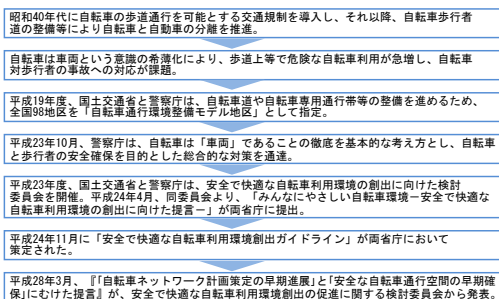 昭和40年代に自転車の歩道通行を可能とする交通規制を導入し、それ以降、自転車歩行者
道の整備等により自転車と自動車の分離を推進。
自転車は車両という意識の希薄化により、歩道上等で危険な自転車利用が急増し、自転車
対歩行者の事故への対応が課題。
平成19年度、国土交通省と警察庁は、自転車道や自転車専用通行帯等の整備を進めるため、
全国98地区を「自転車通行環境整備モデル地区」として指定。
平成23年10月、警察庁は、自転車は「車両」であることの徹底を基本的な考え方とし、自転車
と歩行者の安全確保を目的とした総合的な対策を通達。
平成23年度、国土交通省と警察庁は、安全で快適な自転車利用環境の創出に向けた検討
委員会を開催。平成24年4月、同委員会より、「みんなにやさしい自転車環境－安全で快適な
自転車利用環境の創出に向けた提言－」が両省庁に提出。
平成24年11月に「安全で快適な自転車利用環境創出ガイドライン」が両省庁において
策定された。
平成28年3月、『「自転車ネットワーク計画策定の早期進展」と「安全な自転車通行空間の早期確
保」にむけた提言』が、安全で快適な自転車利用環境創出の促進に関する検討委員会から発表。